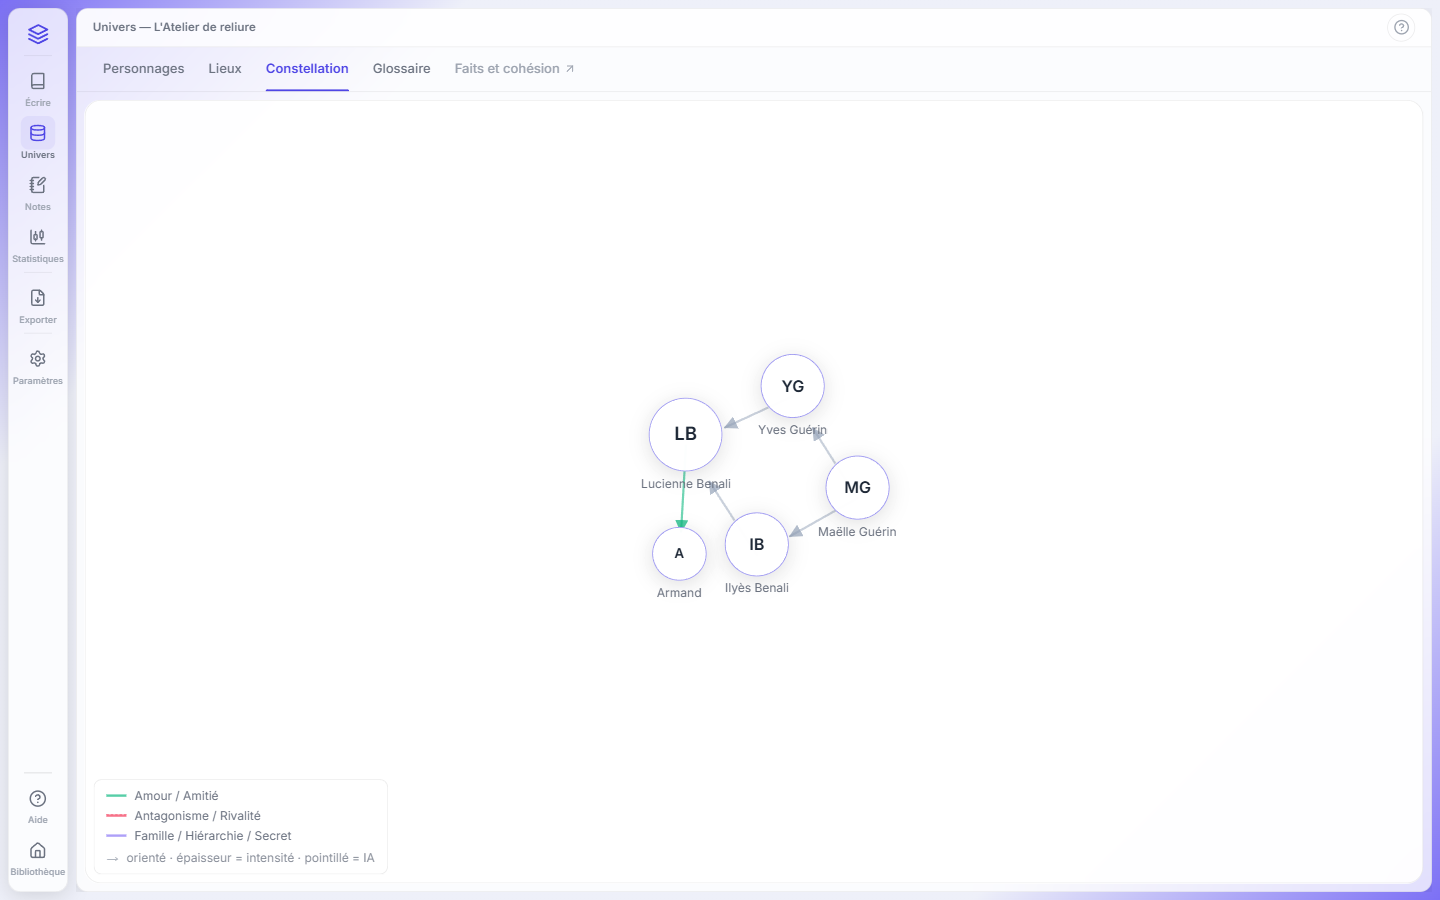 Univers — L'Atelier de reliure
Personnages
Lieux
Constellation
Glossaire
Faits et cohésion
Écrire
Univers
Notes
Statistiques
Exporter
Paramètres
Aide
Bibliothèque
YG
Yves Guérin
LB
Lucienne Benali
MG
Maëlle Guérin
IB
Ilyès Benali
A
Armand
Amour / Amitié
Antagonisme / Rivalité
Famille / Hiérarchie / Secret
→ orienté · épaisseur = intensité · pointillé = IA